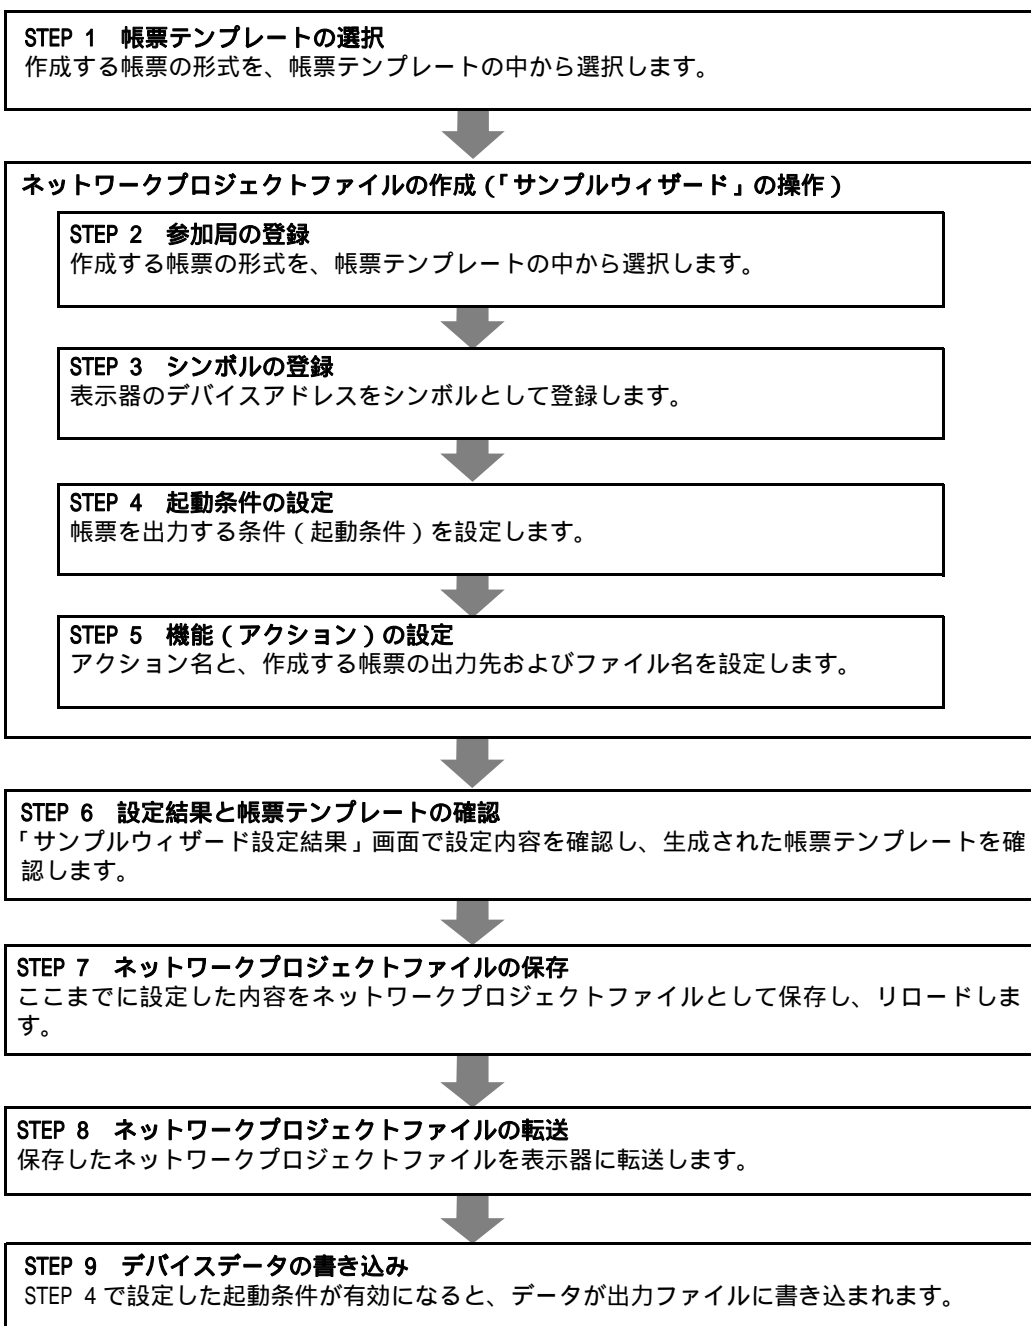 STEP 1　帳票テンプレートの選択
作成する帳票の形式を、帳票テンプレートの中から選択します。
ネットワークプロジェクトファイルの作成(「サンプルウィザード」の操作)
STEP 2　参加局の登録
作成する帳票の形式を、帳票テンプレートの中から選択します。
STEP 3　シンボルの登録
表示器のデバイスアドレスをシンボルとして登録します。
STEP 4　起動条件の設定
帳票を出力する条件(起動条件)を設定します。
STEP 5　機能(アクション)の設定
アクション名と、作成する帳票の出力先およびファイル名を設定します。
STEP 6　設定結果と帳票テンプレートの確認
「サンプルウィザード設定結果」画面で設定内容を確認し、生成された帳票テンプレートを確
認します。
STEP 7　ネットワークプロジェクトファイルの保存
ここまでに設定した内容をネットワークプロジェクトファイルとして保存し、リロードしま
す。
STEP 8　ネットワークプロジェクトファイルの転送
保存したネットワークプロジェクトファイルを表示器に転送します。
STEP 9　デバイスデータの書き込み
STEP 4で設定した起動条件が有効になると、データが出力ファイルに書き込まれます。